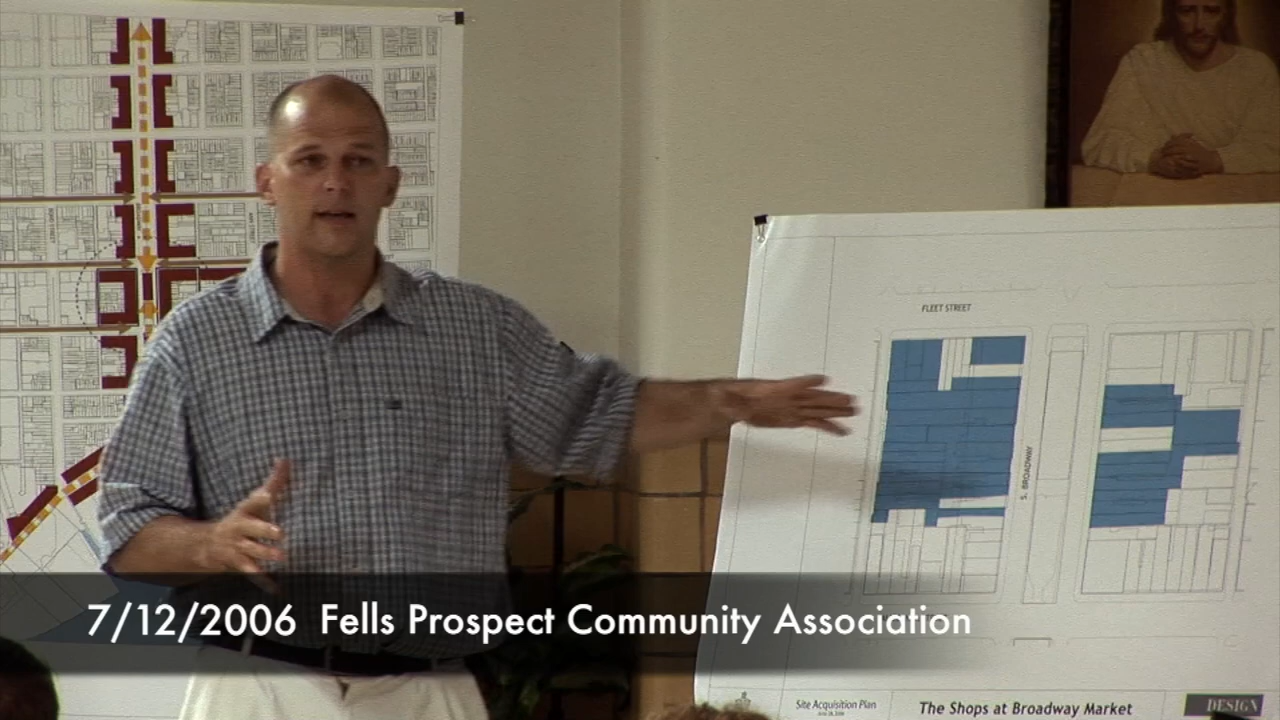 FLEET STREET
S. BROADWAY
7/12/2006 Fells Prospect Community Association
Site Acquisition Plan
The Shops at Broadway Market
DESIGN